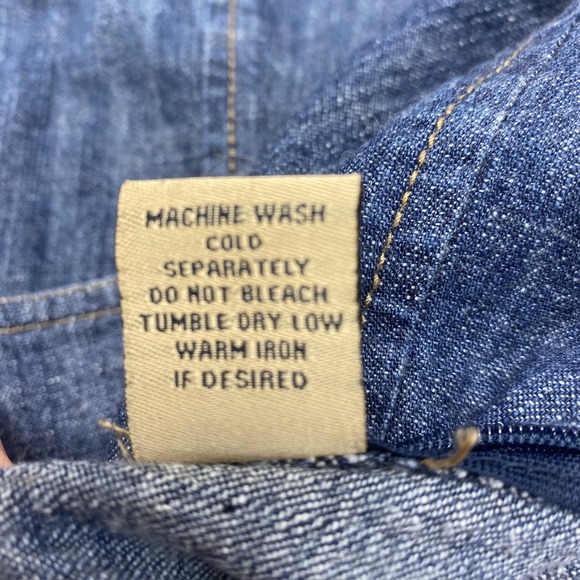 MACHINE WASH
COLD
SEPARATELY
DO NOT BLEACH
TUMBLE DRY LOW
WARM IRON
IF DESIRED